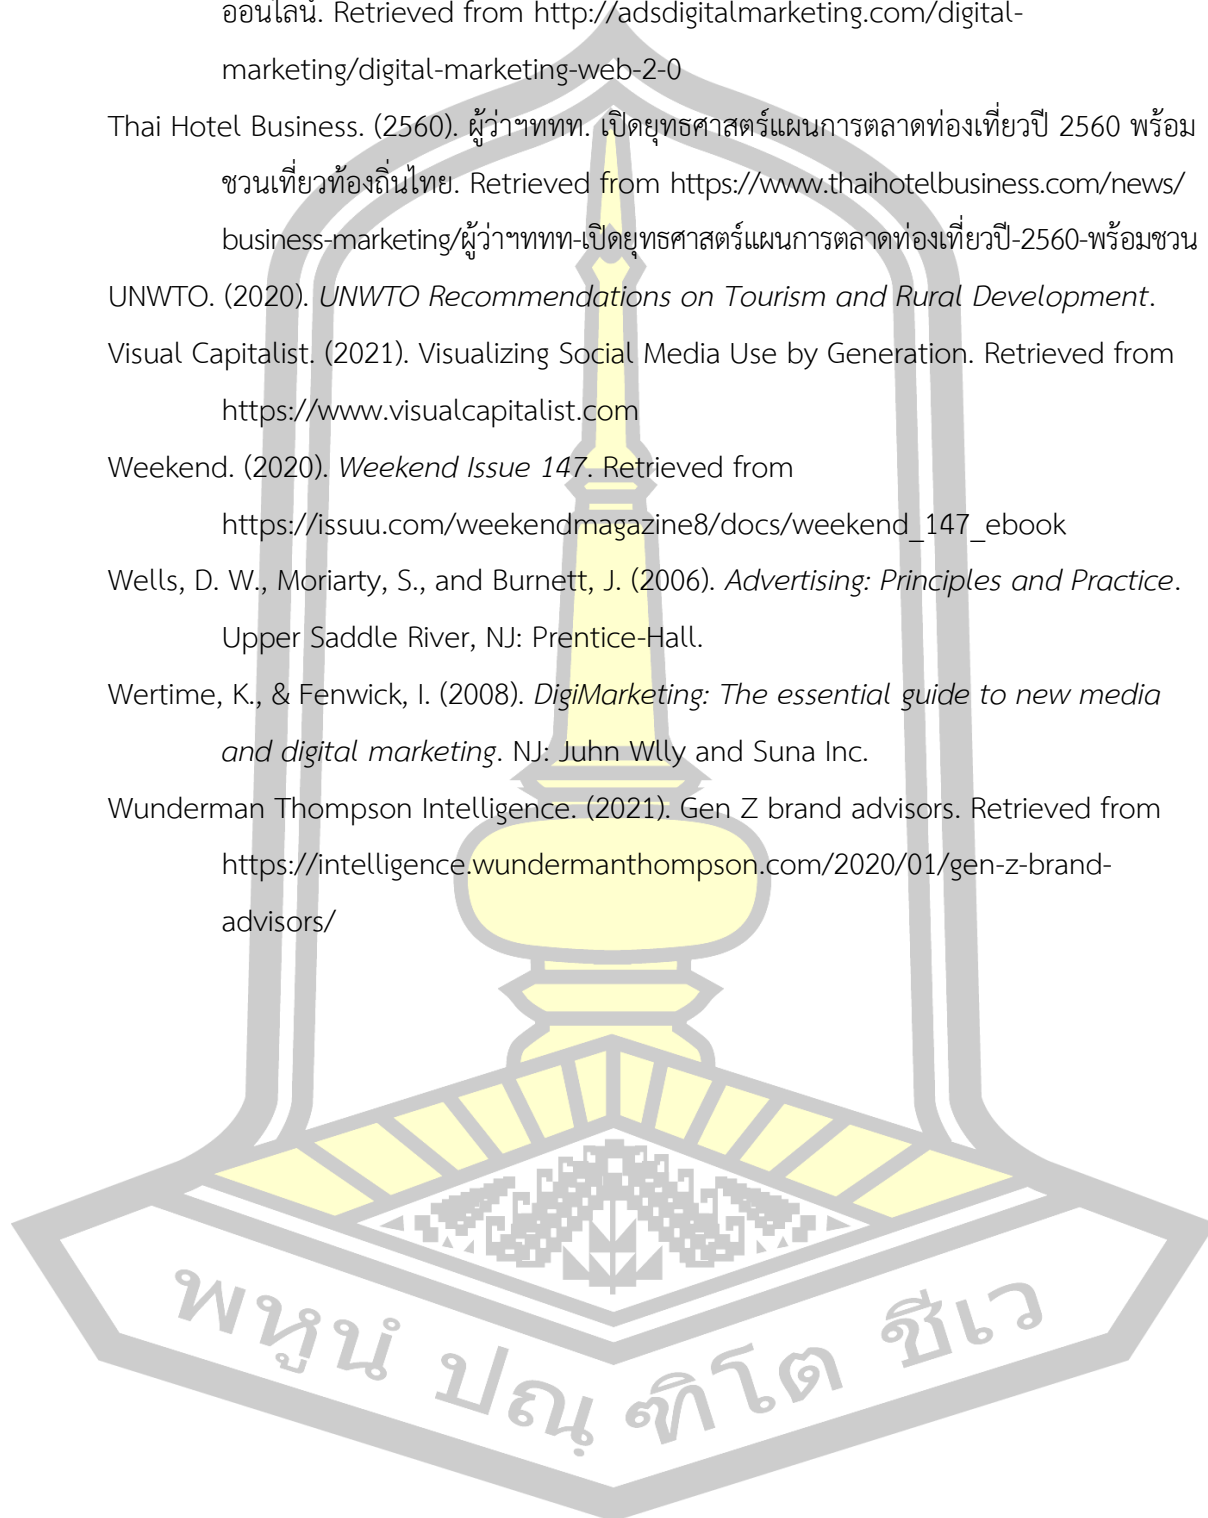 ออนไลน์. Retrieved from http://adsdigitalmarketing.com/digital-
marketing/digital-marketing-web-2-0
Thai Hotel Business. (2560). ผู้ว่าฯททท. เปิดยุทธศาสตร์แผนการตลาดท่องเที่ยวปี 2560 พร้อม
ชวนเที่ยวท้องถิ่นไทย. Retrieved from https://www.thaihotelbusiness.com/news/
business-marketing/ผู้ว่าฯททท-เปิดยุทธศาสตร์แผนการตลาดท่องเที่ยวปี-2560-พร้อมชวน
UNWTO. (2020). UNWTO Recommendations on Tourism and Rural Development.
Visual Capitalist. (2021). Visualizing Social Media Use by Generation. Retrieved from
https://www.visualcapitalist.com
Weekend. (2020). Weekend Issue 147. Retrieved from
https://issuu.com/weekendmagazine8/docs/weekend_147_ebook
Wells, D. W., Moriarty, S., and Burnett, J. (2006). Advertising: Principles and Practice.
Upper Saddle River, NJ: Prentice-Hall.
Wertime, K., & Fenwick, I. (2008). DigiMarketing: The essential guide to new media
and digital marketing. NJ: Juhn Wlly and Suna Inc.
Wunderman Thompson Intelligence. (2021). Gen Z brand advisors. Retrieved from
https://intelligence.wundermanthompson.com/2020/01/gen-z-brand-
advisors/
พหูนํ ปณฺฑิโต ชีเว